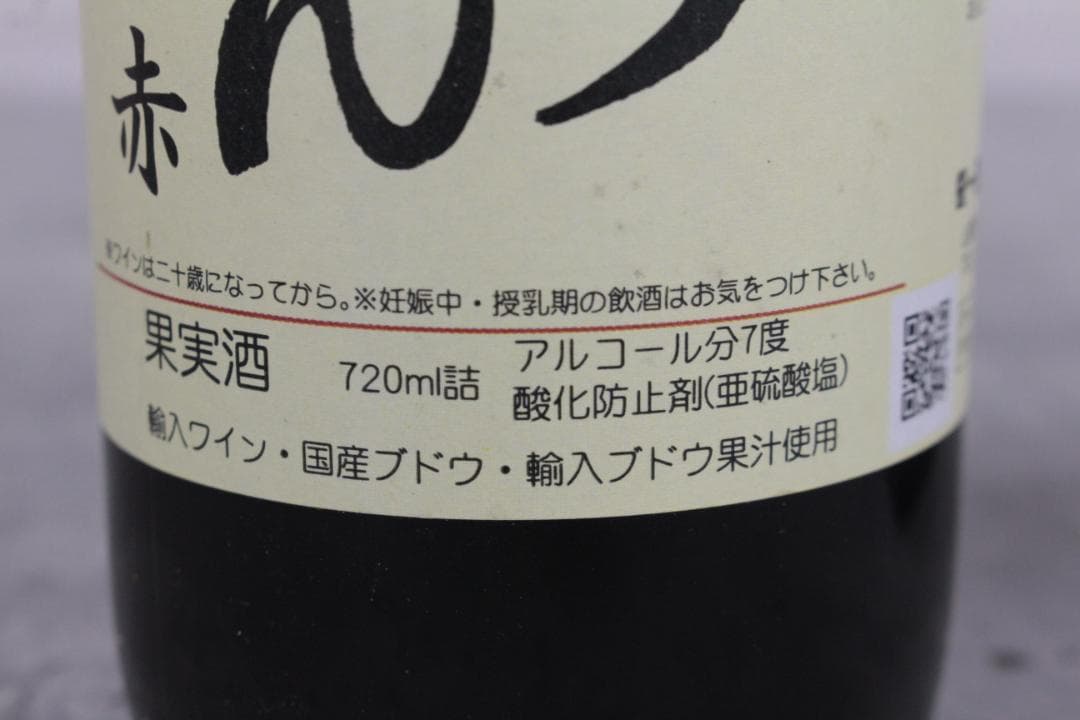 赤
※ワインは二十歳になってから。※妊娠中・授乳期の飲酒はお気をつけ下さい。
果実酒 720ml詰 アルコール分7度
酸化防止剤(亜硫酸塩)
輸入ワイン・国産ブドウ・輸入ブドウ果汁使用